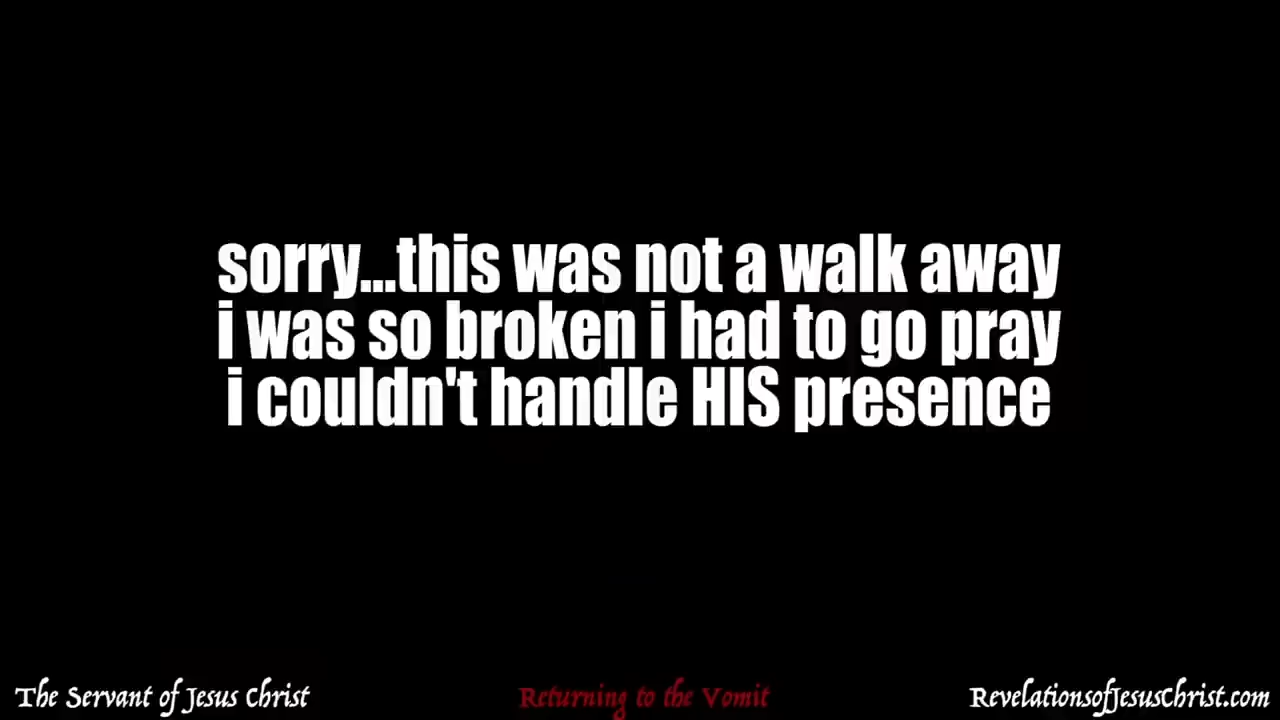 sorry...this was not a walk away
i was so broken i had to go pray
i couldn't handle HIS presence
The Servant of Jesus Christ
Returning to the Vomit
RevelationsofJesusChrist.com